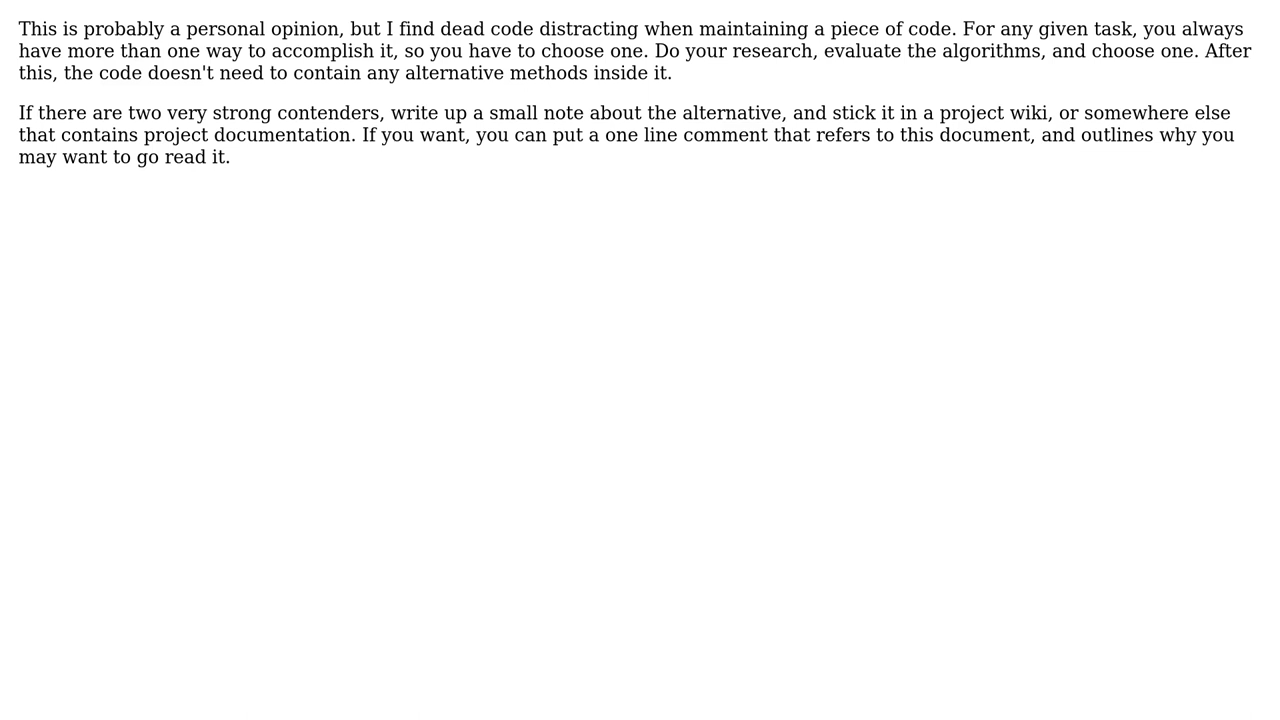 This is probably a personal opinion, but I find dead code distracting when maintaining a piece of code. For any given task, you always
have more than one way to accomplish it, so you have to choose one. Do your research, evaluate the algorithms, and choose one. After
this, the code doesn't need to contain any alternative methods inside it.
If there are two very strong contenders, write up a small note about the alternative, and stick it in a project wiki, or somewhere else
that contains project documentation. If you want, you can put a one line comment that refers to this document, and outlines why you
may want to go read it.